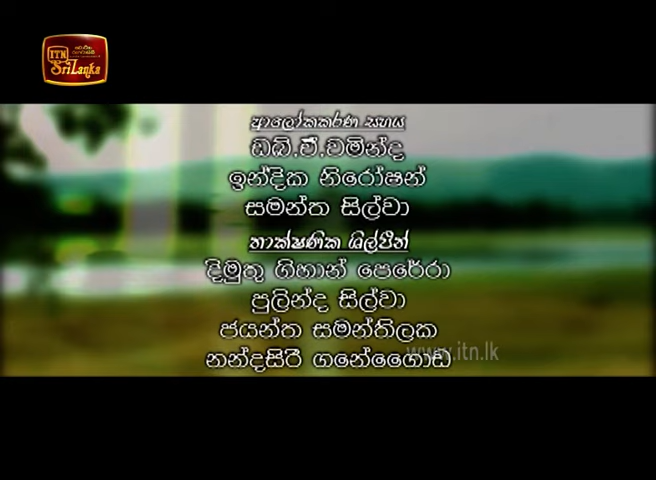 ITN
Sri Lanka
ආලෝකකරණ සහය
ඩබ්.වී.චමින්ද
ඉන්දික නිරෝෂන්
සමන්ත සිල්වා
තාක්ෂණික ශිල්පීන්
දිමුතු ගිහාන් පෙරේරා
පුලින්ද සිල්වා
ජයන්ත සමන්තිලක
නන්දසිරි ගනේගොඩ
www.itn.lk